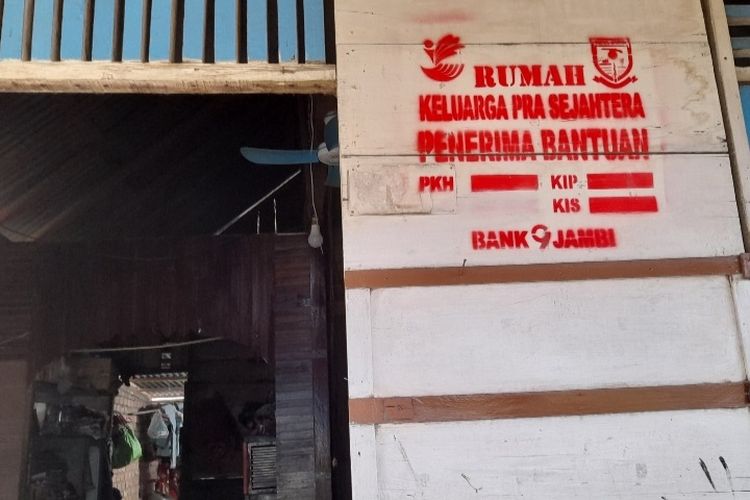 RUMAH
KELUARGA PRA SEJAHTERA
PENERIMA BANTUAN
PKH KIP
KIS
BANK 9 JAMBI